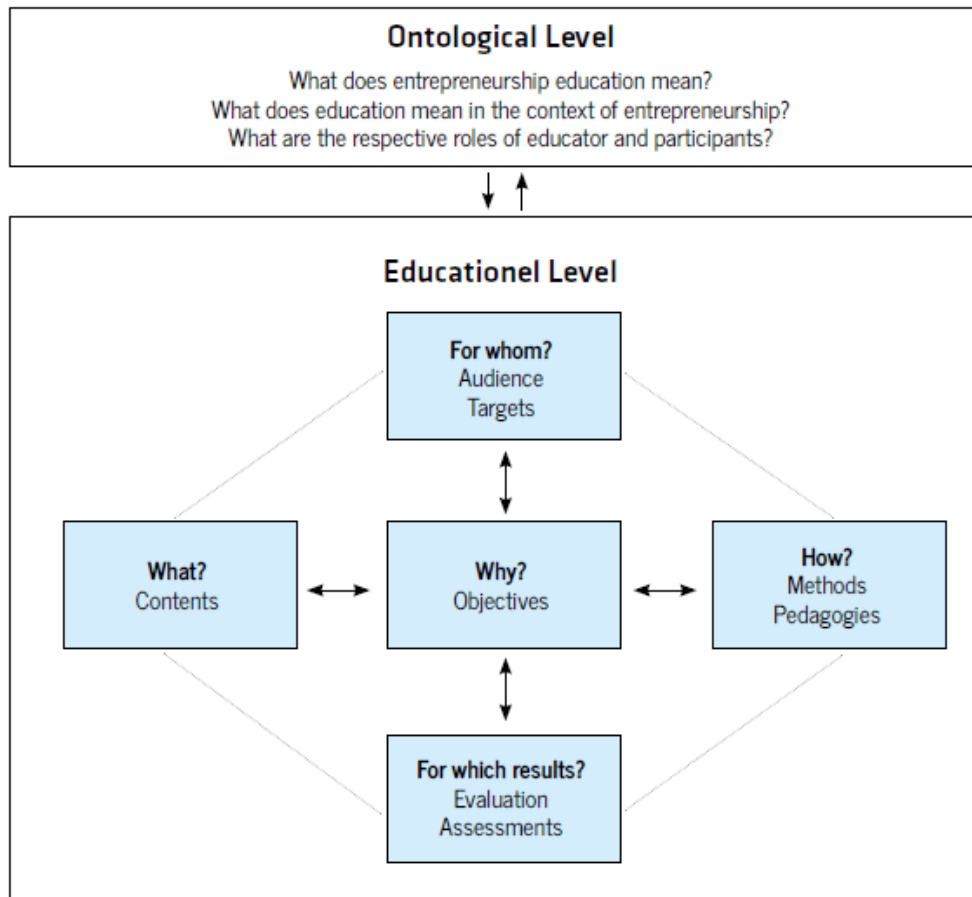 Ontological Level
What does entrepreneurship education mean?
What does education mean in the context of entrepreneurship?
What are the respective roles of educator and participants?
Educationel Level
For whom?
Audience
Targets
What?
Contents
Why?
Objectives
How?
Methods
Pedagogies
For which results?
Evaluation
Assessments